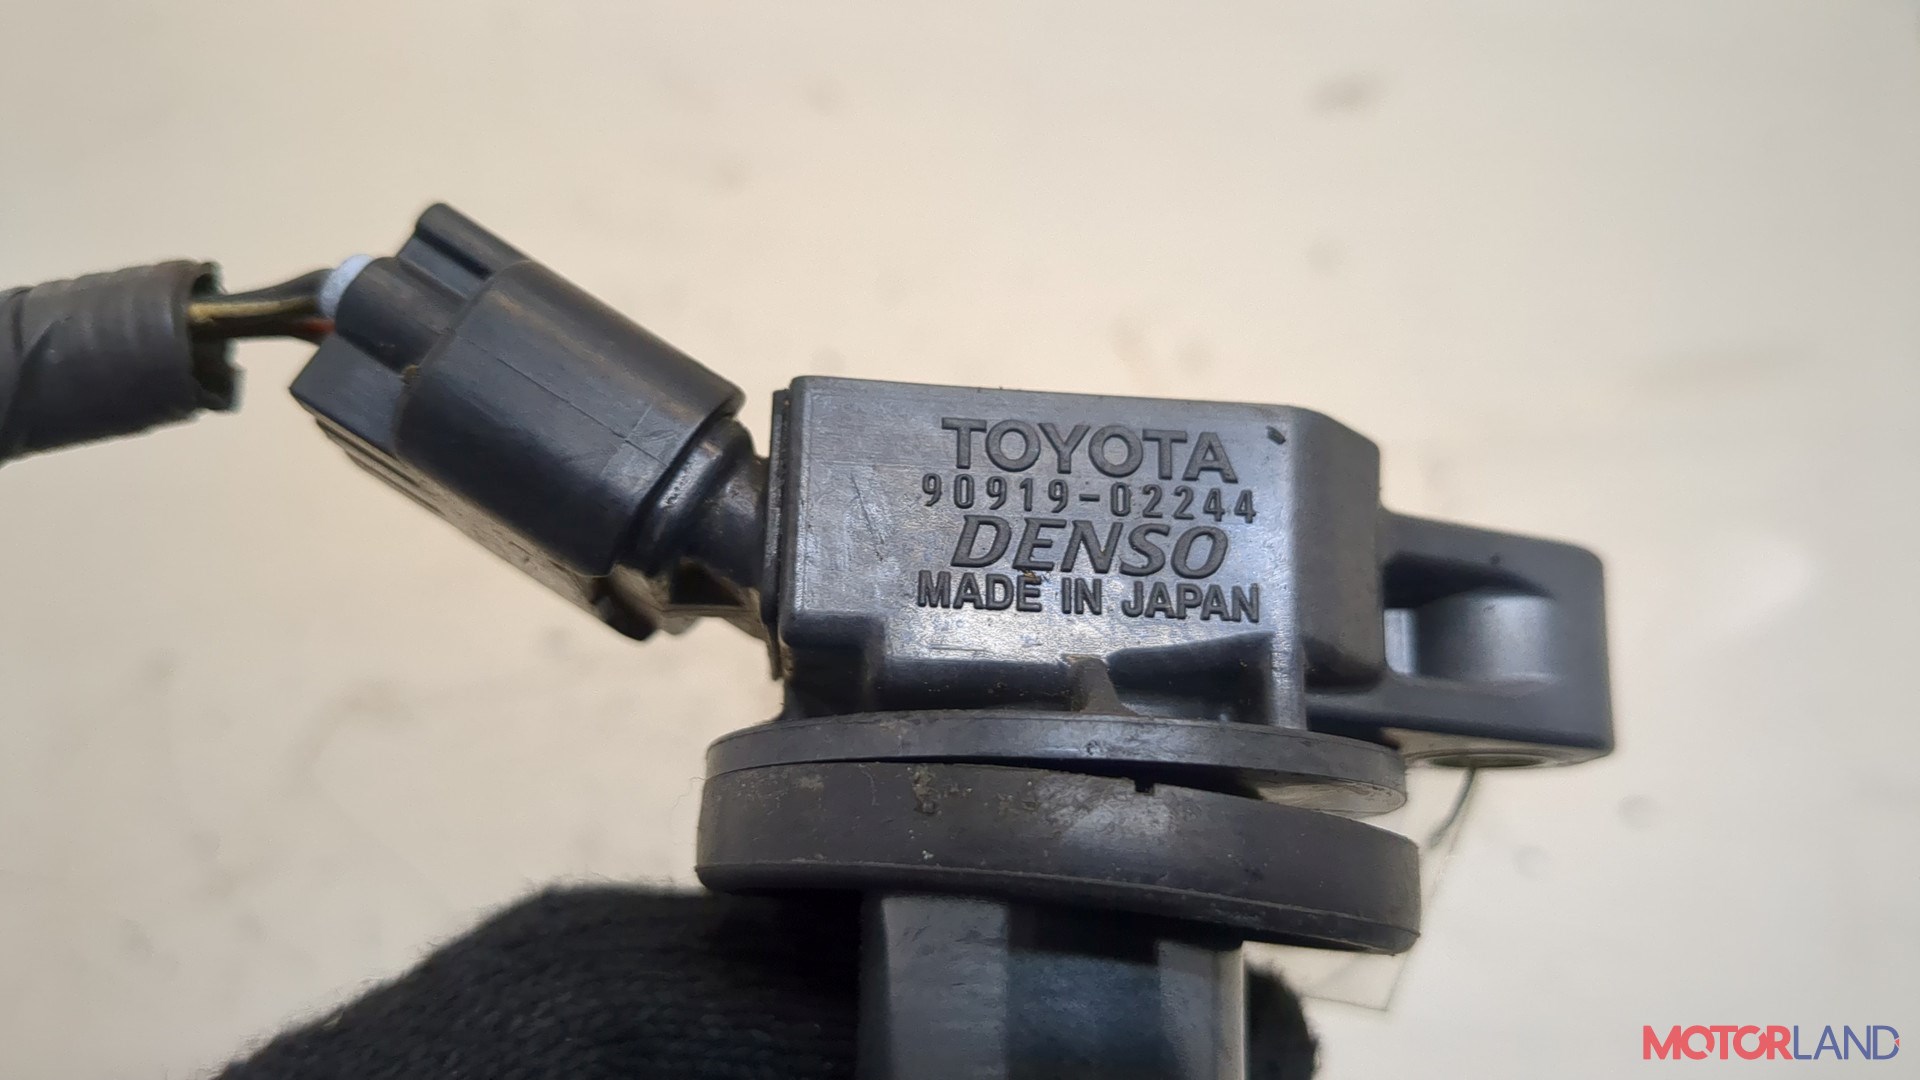 TOYOTA
90919-02244
DENSO
MADE IN JAPAN
MOTORLAND